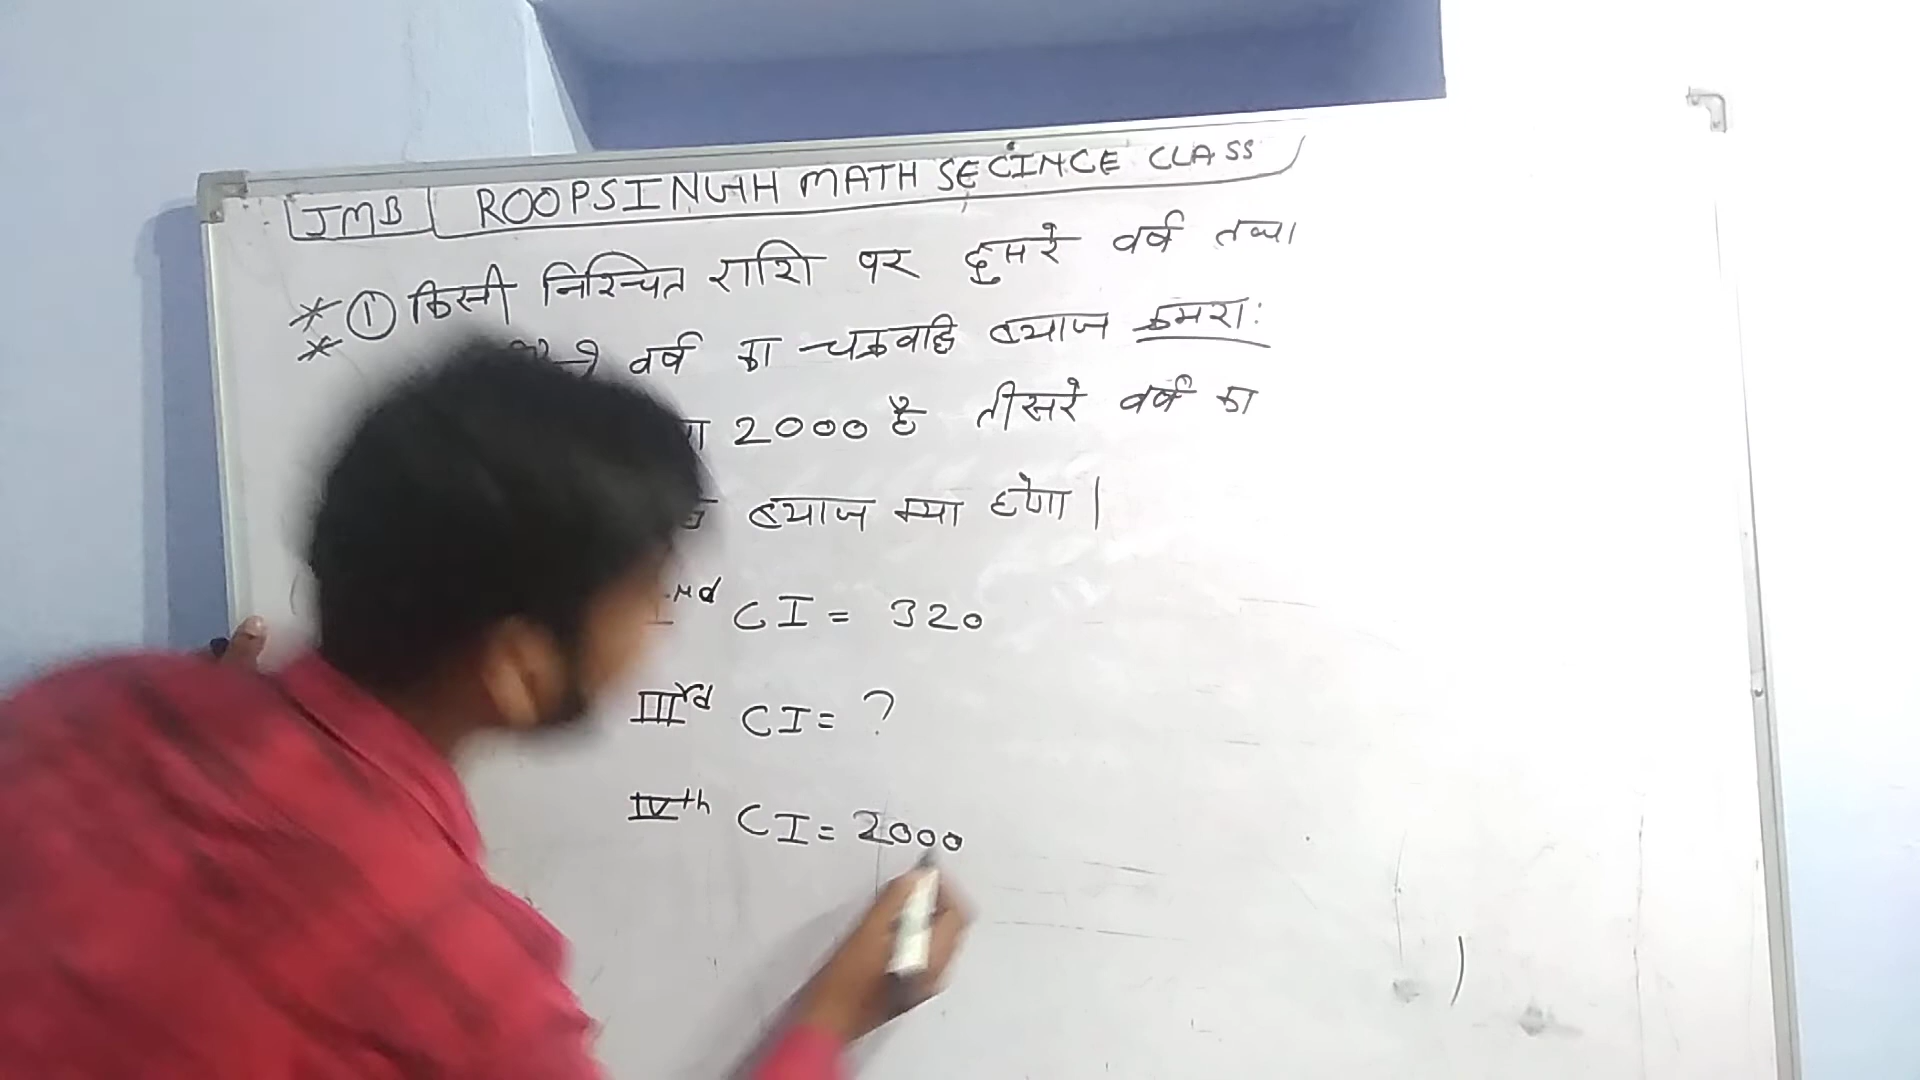 JMB ROOPSINGH MATH SECINCE CLASS
* ① किसी निश्चित राशि पर दुसरे वर्ष तथा
* वर्ष का चक्रवाद्धि ब्याज क्रमश:
2000 है तीसरे वर्ष का
ब्याज क्या होगा |
nd CI = 320
IIIrd CI = ?
IVth CI = 2000